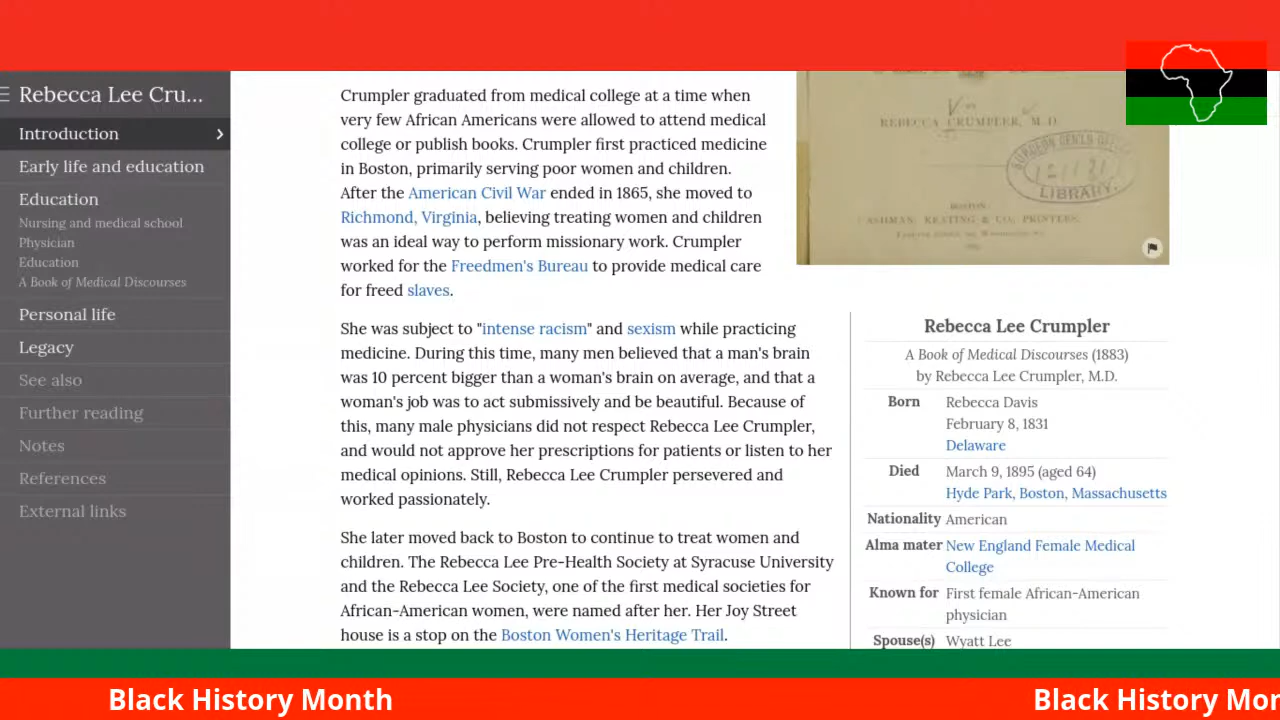 Rebecca Lee Cru...
Introduction
Early life and education
Education
Nursing and medical school
Physician
Education
A Book of Medical Discourses
Personal life
Legacy
See also
Further reading
Notes
References
External links
Crumpler graduated from medical college at a time when
very few African Americans were allowed to attend medical
college or publish books. Crumpler first practiced medicine
in Boston, primarily serving poor women and children.
After the American Civil War ended in 1865, she moved to
Richmond, Virginia, believing treating women and children
was an ideal way to perform missionary work. Crumpler
worked for the Freedmen's Bureau to provide medical care
for freed slaves.
She was subject to "intense racism" and sexism while practicing
medicine. During this time, many men believed that a man's brain
was 10 percent bigger than a woman's brain on average, and that a
woman's job was to act submissively and be beautiful. Because of
this, many male physicians did not respect Rebecca Lee Crumpler,
and would not approve her prescriptions for patients or listen to her
medical opinions. Still, Rebecca Lee Crumpler persevered and
worked passionately.
She later moved back to Boston to continue to treat women and
children. The Rebecca Lee Pre-Health Society at Syracuse University
and the Rebecca Lee Society, one of the first medical societies for
African-American women, were named after her. Her Joy Street
house is a stop on the Boston Women's Heritage Trail.
REBECCA CRUMPLER, M.D.
SURGEON GEN'LS OFFICE
LIBRARY.
BOSTON:
CASHMAN, KEATING & CO., PRINTERS,
Rebecca Lee Crumpler
A Book of Medical Discourses (1883)
by Rebecca Lee Crumpler, M.D.
Born Rebecca Davis
February 8, 1831
Delaware
Died March 9, 1895 (aged 64)
Hyde Park, Boston, Massachusetts
Nationality American
Alma mater New England Female Medical
College
Known for First female African-American
physician
Spouse(s) Wyatt Lee
Black History Month
Black History Mon